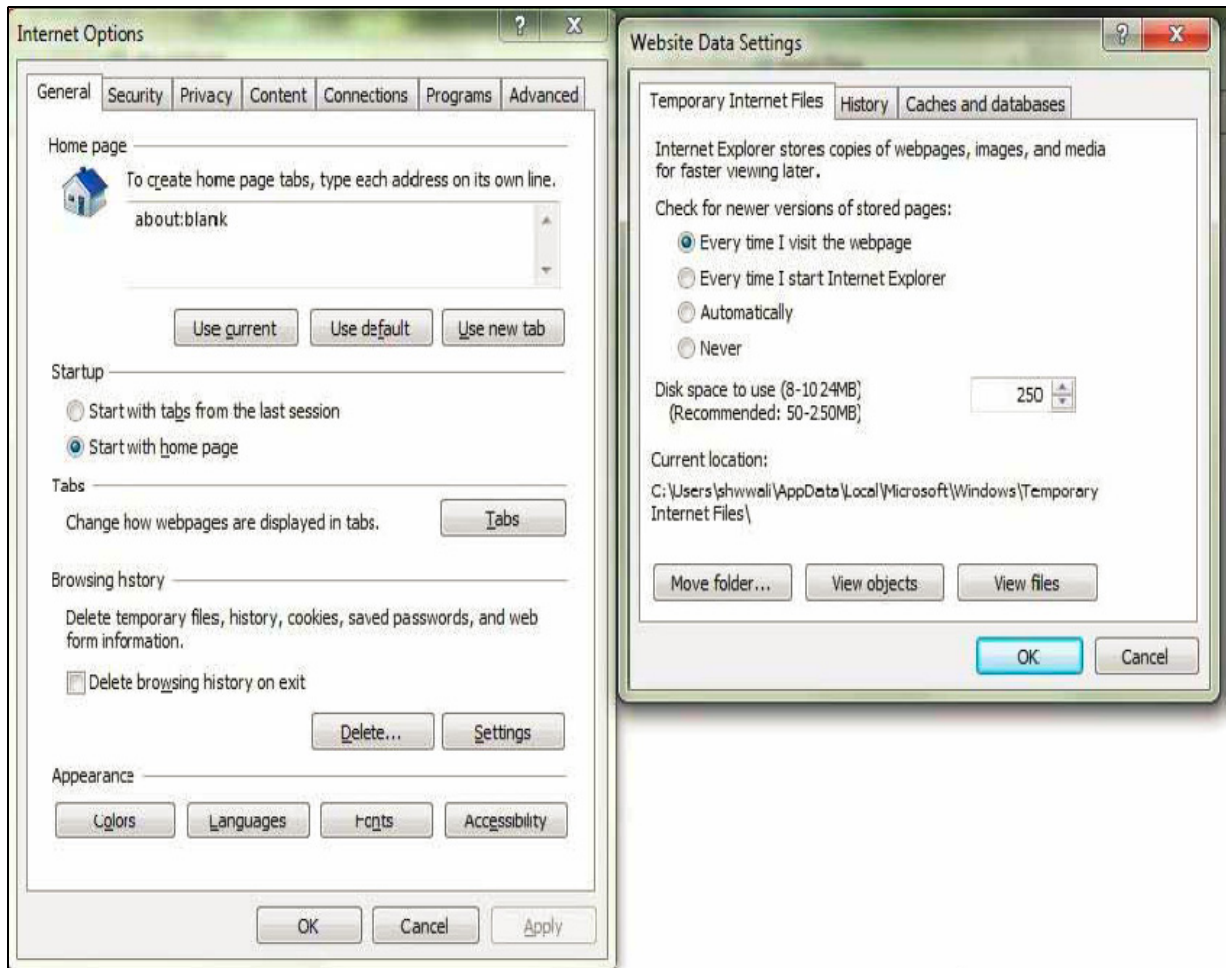 Internet Options
General Security Privacy Content Connections Programs Advanced
Home page
To create home page tabs, type each address on its own line.
about:blank
Use current Use default Use new tab
Startup
Start with tabs from the last session
Start with home page
Tabs
Change how webpages are displayed in tabs.
Tabs
Browsing hstory
Delete temporary files, history, cookies, saved passwords, and web
form information.
Delete browsing history on exit
Delete... Settings
Appearance
Colors Languages Fonts Accessibility
OK Cancel Apply
Website Data Settings
Temporary Internet Files History Caches and databases
Internet Explorer stores copies of webpages, images, and media
for faster viewing later.
Check for newer versions of stored pages:
Every time I visit the webpage
Every time I start Internet Explorer
Automatically
Never
Disk space to use (8-1024MB)
(Recommended: 50-250MB)
250
Current location:
C:\Users\shwwali\AppData\Local\Microsoft\Windows\Temporary
Internet Files\
Move folder... View objects View files
OK Cancel